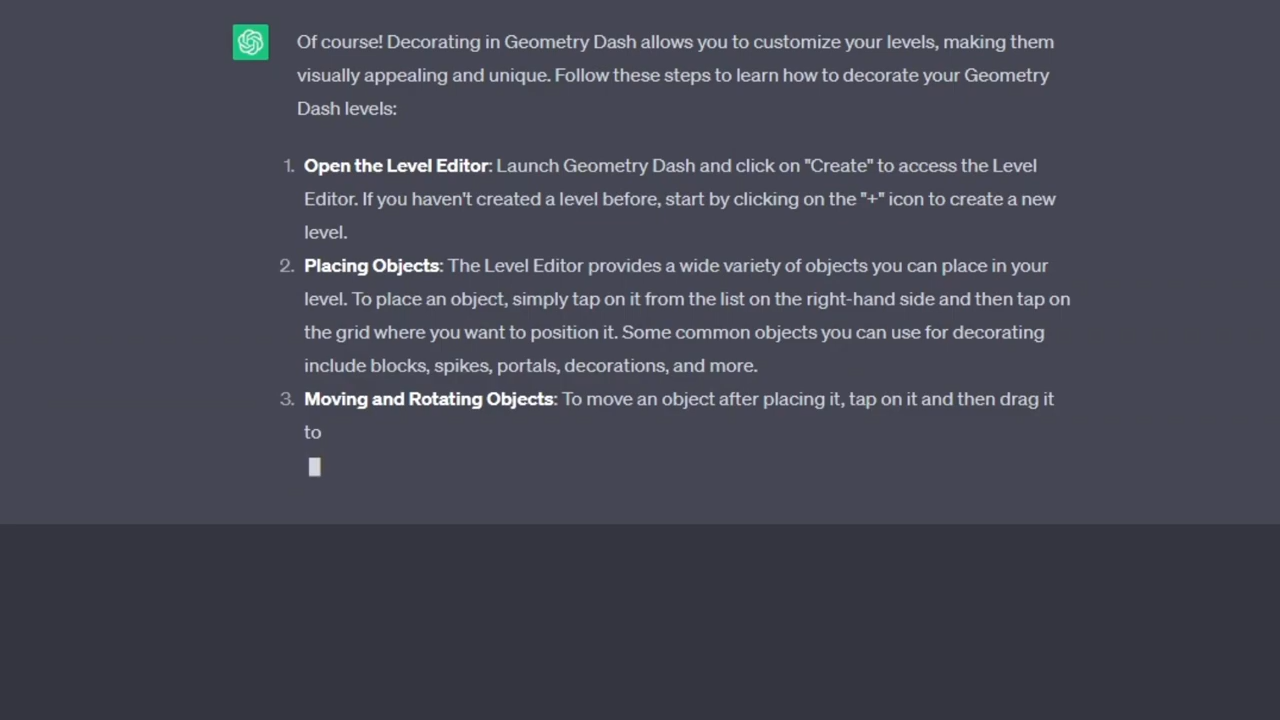 Of course! Decorating in Geometry Dash allows you to customize your levels, making them
visually appealing and unique. Follow these steps to learn how to decorate your Geometry
Dash levels:
1. Open the Level Editor: Launch Geometry Dash and click on "Create" to access the Level
Editor. If you haven't created a level before, start by clicking on the "+" icon to create a new
level.
2. Placing Objects: The Level Editor provides a wide variety of objects you can place in your
level. To place an object, simply tap on it from the list on the right-hand side and then tap on
the grid where you want to position it. Some common objects you can use for decorating
include blocks, spikes, portals, decorations, and more.
3. Moving and Rotating Objects: To move an object after placing it, tap on it and then drag it
to